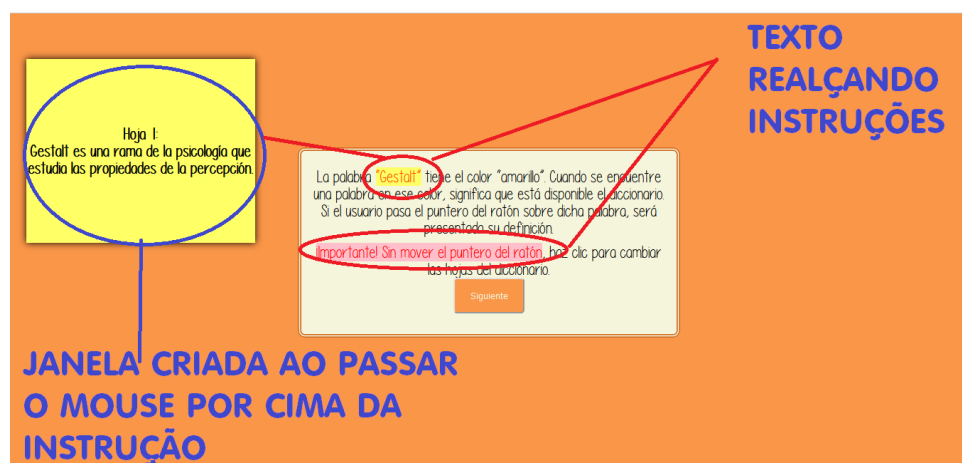 TEXTO
REALÇANDO
INSTRUÇÕES
Hoja 1:
Gestalt es una rama de la psicología que
estudia las propiedades de la percepción.
La palabra "Gestalt" tiene el color "amarillo". Cuando se encuentre
una palabra en ese color, significa que está disponible el diccionario.
Si el usuario pasa el puntero del ratón sobre dicha palabra, será
presentada su definición.
¡Importante! Sin mover el puntero del ratón, haz clic para cambiar
las hojas del diccionario.
Siguiente
JANELA CRIADA AO PASSAR
O MOUSE POR CIMA DA
INSTRUÇÃO